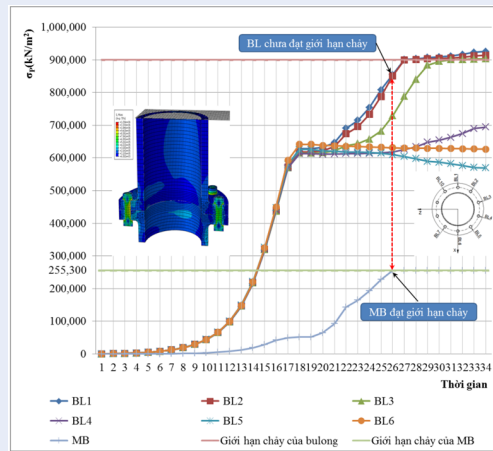 σᵢ(kN/m²)
1,000,000
900,000
800,000
700,000
600,000
500,000
400,000
300,000
255,300
200,000
100,000
0
BL chưa đạt giới hạn chảy
MB đạt giới hạn chảy
1 2 3 4 5 6 7 8 9 10 11 12 13 14 15 16 17 18 19 20 21 22 23 24 25 26 27 28 29 30 31 32 33 34
Thời gian
BL1 BL2 BL3
BL4 BL5 BL6
MB Giới hạn chảy của bulong Giới hạn chảy của MB